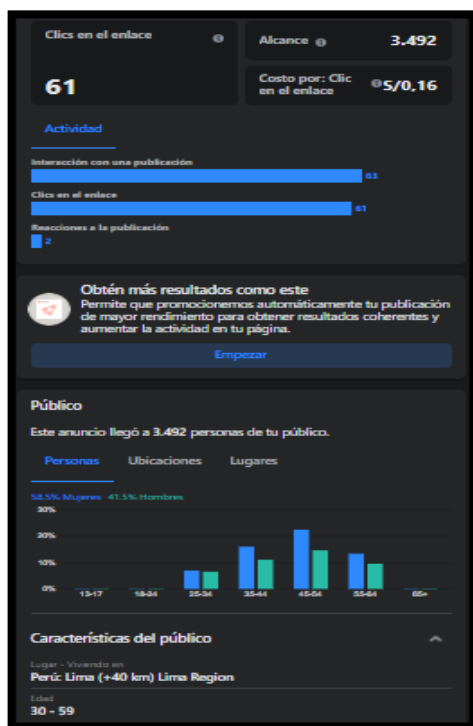 Clics en el enlace
Alcance
3.492
61
Costo por: Clic
en el enlace
S/0,16
Actividad
Interacción con una publicación
63
Clics en el enlace
61
Reacciones a la publicación
2
Obtén más resultados como este
Permite que promocionemos automáticamente tu publicación
de mayor rendimiento para obtener resultados coherentes y
aumentar la actividad en tu página.
Empezar
Público
Este anuncio llegó a 3.492 personas de tu público.
Personas Ubicaciones Lugares
58.5% Mujeres 41.5% Hombres
30%
20%
10%
0%
13-17 18-24 25-34 35-44 45-54 55-64 65+
Características del público
Lugar - Viviendo en
Perú: Lima (+40 km) Lima Region
Edad
30 - 59